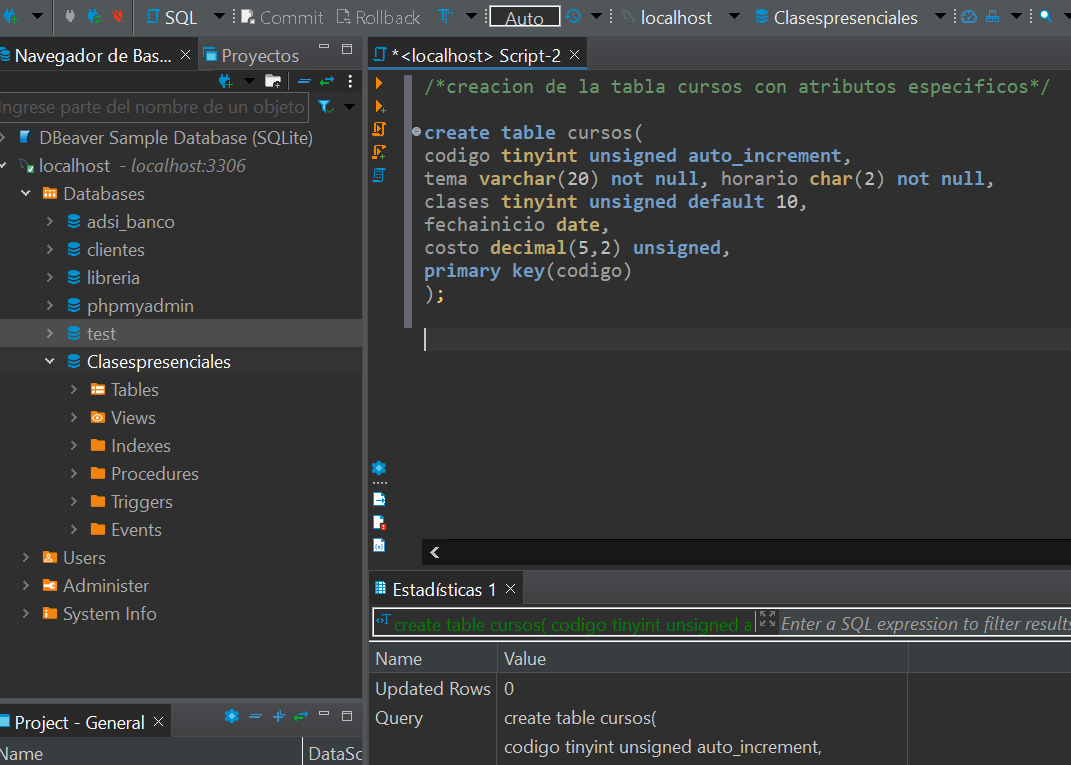 SQL Commit Rollback Auto localhost Clasespresenciales
Navegador de Bas... Proyectos
Ingrese parte del nombre de un objeto
DBeaver Sample Database (SQLite)
localhost - localhost:3306
Databases
adsi_banco
clientes
libreria
phpmyadmin
test
Clasespresenciales
Tables
Views
Indexes
Procedures
Triggers
Events
Users
Administer
System Info
Project - General
Name DataSc
*<localhost> Script-2
/*creacion de la tabla cursos con atributos especificos*/
create table cursos(
codigo tinyint unsigned auto_increment,
tema varchar(20) not null, horario char(2) not null,
clases tinyint unsigned default 10,
fechainicio date,
costo decimal(5,2) unsigned,
primary key(codigo)
);
Estadísticas 1
create table cursos( codigo tinyint unsigned a Enter a SQL expression to filter results
Name Value
Updated Rows 0
Query create table cursos(
codigo tinyint unsigned auto_increment,